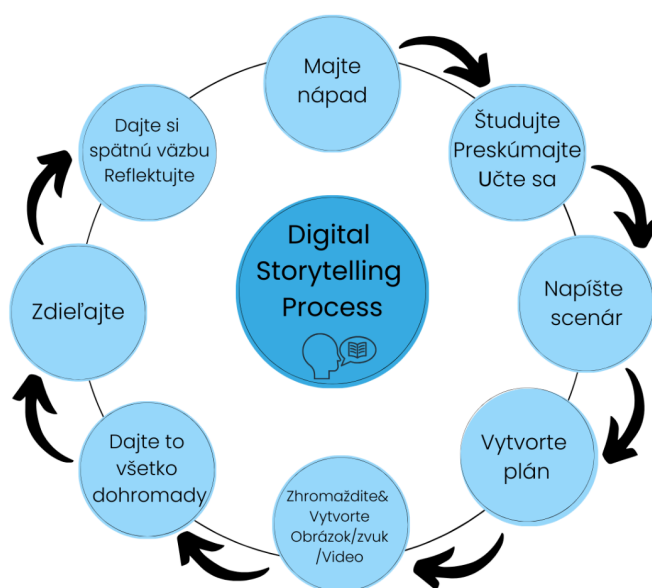 Majte
nápad
Študujte
Preskúmajte
Učte sa
Napíšte
scenár
Vytvorte
plán
Zhromaždite&
Vytvorte
Obrázok/zvuk
/Video
Dajte to
všetko
dohromady
Zdieľajte
Dajte si
spätnú väzbu
Reflektujte
Digital
Storytelling
Process